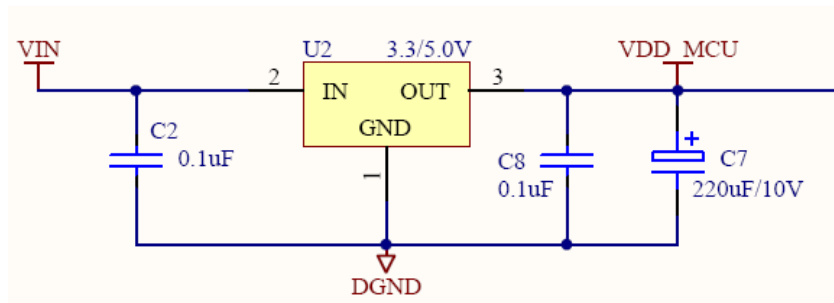 VIN
U2 3.3/5.0V
VDD_MCU
2
3
IN OUT
GND
1
C2
0.1uF
C8
0.1uF
+
C7
220uF/10V
DGND